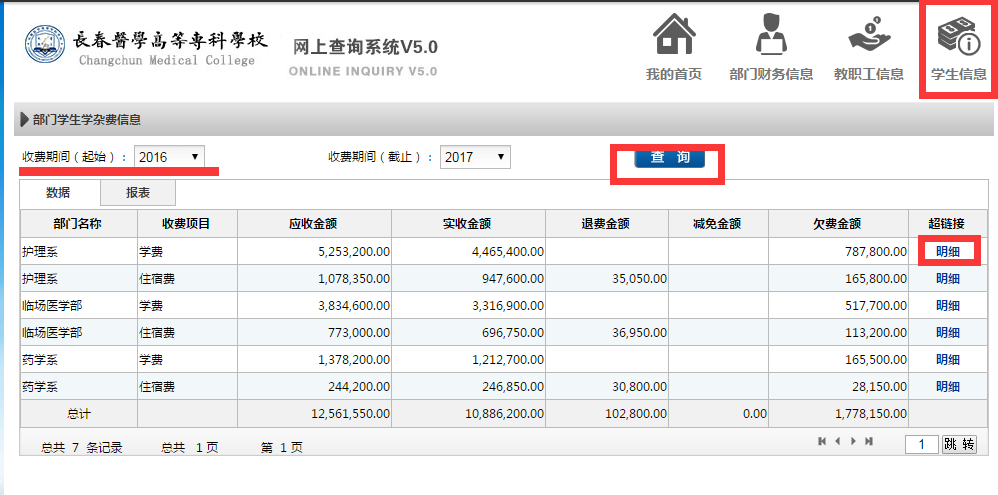 長春醫學高等專科學校
Changchun Medical College
网上查询系统V5.0
ONLINE INQUIRY V5.0
我的首页 部门财务信息 教职工信息 学生信息
部门学生学杂费信息
收费期间（起始）： 2016 收费期间（截止）： 2017 查 询
数据 报表
部门名称 收费项目 应收金额 实收金额 退费金额 减免金额 欠费金额 超链接
护理系 学费 5,253,200.00 4,465,400.00 787,800.00 明细
护理系 住宿费 1,078,350.00 947,600.00 35,050.00 165,800.00 明细
临场医学部 学费 3,834,600.00 3,316,900.00 517,700.00 明细
临场医学部 住宿费 773,000.00 696,750.00 36,950.00 113,200.00 明细
药学系 学费 1,378,200.00 1,212,700.00 165,500.00 明细
药学系 住宿费 244,200.00 246,850.00 30,800.00 28,150.00 明细
总计 12,561,550.00 10,886,200.00 102,800.00 0.00 1,778,150.00
总共 7 条记录 总共 1 页 第 1 页 1 跳 转